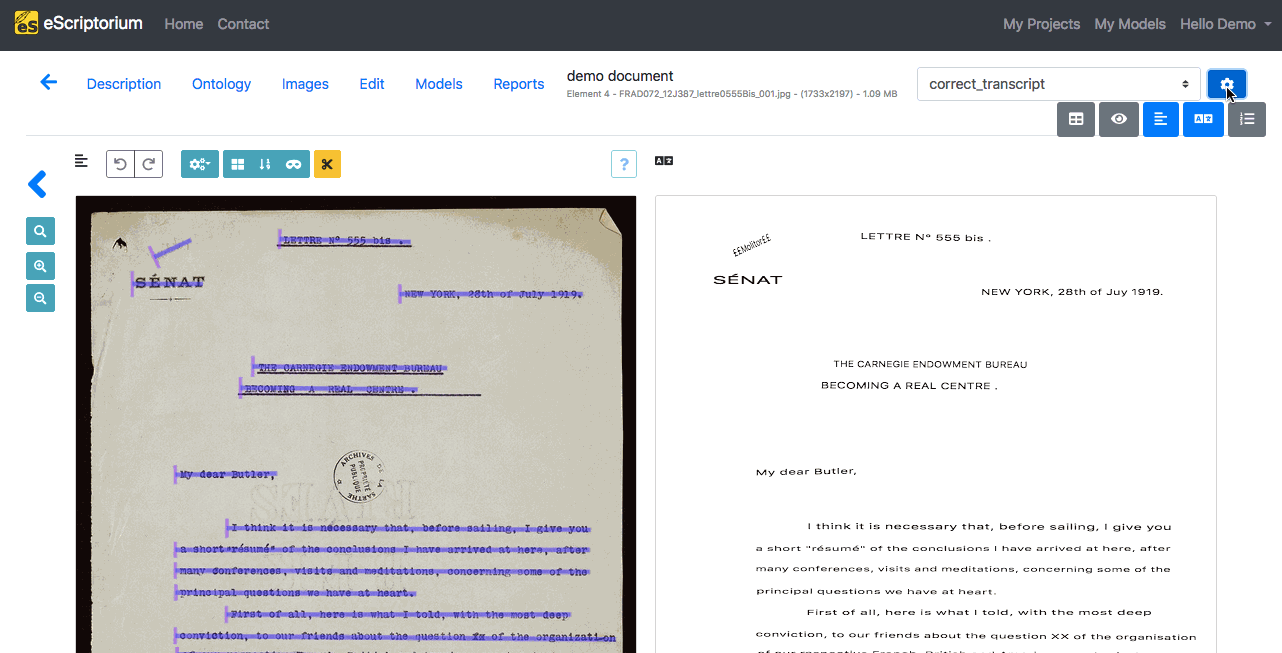 eScriptorium Home Contact My Projects My Models Hello Demo
Description Ontology Images Edit Models Reports
demo document
Element 4 - FRAD072_12J387_lettre0555Bis_001.jpg - (1733x2197) - 1.09 MB
correct_transcript
?
LETTRE N° 555 bis .
SÉNAT
NEW YORK, 28th of July 1919.
THE CARNEGIE ENDOWMENT BUREAU
BECOMING A REAL CENTRE .
ARCHIVES DE LA SARTHE
PROPRIÉTÉ PUBLIQUE
My dear Butler,
I think it is necessary that, before sailing, I give you
a short "résumé" of the conclusions I have arrived at here, after
many conferences, visits and meditations, concerning some of the
principal questions we have at heart.
First of all, here is what I told, with the most deep
conviction, to our friends about the question xx of the organization
EEMolitorEE
LETTRE N° 555 bis .
SÉNAT
NEW YORK, 28th of Juy 1919.
THE CARNEGIE ENDOWMENT BUREAU
BECOMING A REAL CENTRE .
My dear Butler,
I think it is necessary that, before sailing, I give you
a short "résumé" of the conclusions I have arrived at here, after
many conferences, visits and meditations, concerning some of the
principal questions we have at heart.
First of all, here is what I told, with the most deep
conviction, to our friends about the question XX of the organisation